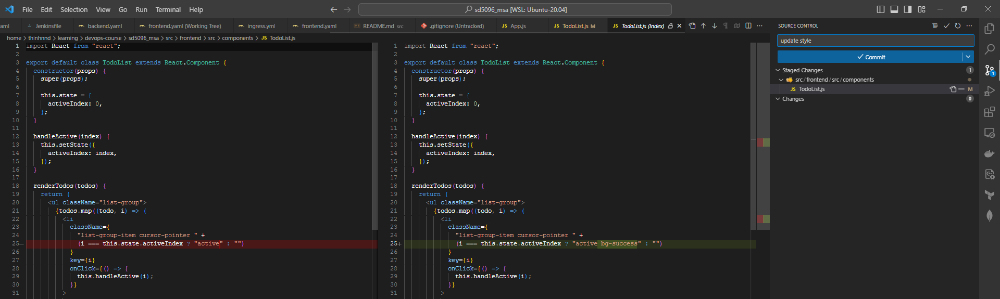 File Edit Selection View Go Run Terminal Help
sd5096_msa [WSL: Ubuntu-20.04]
aml Jenkinsfile backend.yaml frontend.yaml (Working Tree) ingress.yml frontend.yaml README.md src .gitignore (Untracked) JS App.js JS TodoList.js M JS TodoList.js (Index)
home > thinhnnd > learning > devops-course > sd5096_msa > src > frontend > src > components > JS TodoList.js
1 import React from "react";
2
3 export default class TodoList extends React.Component {
4 constructor(props) {
5 super(props);
6
7 this.state = {
8 activeIndex: 0,
9 };
10 }
11
12 handleActive(index) {
13 this.setState({
14 activeIndex: index,
15 });
16 }
17
18 renderTodos(todos) {
19 return (
20 <ul className="list-group">
21 {todos.map((todo, i) => (
22 <li
23 className={
24 "list-group-item cursor-pointer " +
25− (i === this.state.activeIndex ? "active" : "")
26 }
27 key={i}
28 onClick={() => {
29 this.handleActive(i);
30 }}
31 >
1 import React from "react";
2
3 export default class TodoList extends React.Component {
4 constructor(props) {
5 super(props);
6
7 this.state = {
8 activeIndex: 0,
9 };
10 }
11
12 handleActive(index) {
13 this.setState({
14 activeIndex: index,
15 });
16 }
17
18 renderTodos(todos) {
19 return (
20 <ul className="list-group">
21 {todos.map((todo, i) => (
22 <li
23 className={
24 "list-group-item cursor-pointer " +
25+ (i === this.state.activeIndex ? "active bg-success" : "")
26 }
27 key={i}
28 onClick={() => {
29 this.handleActive(i);
30 }}
31 >
SOURCE CONTROL
update style
Commit
Staged Changes 1
src/frontend/src/components
JS TodoList.js M
Changes 0
1